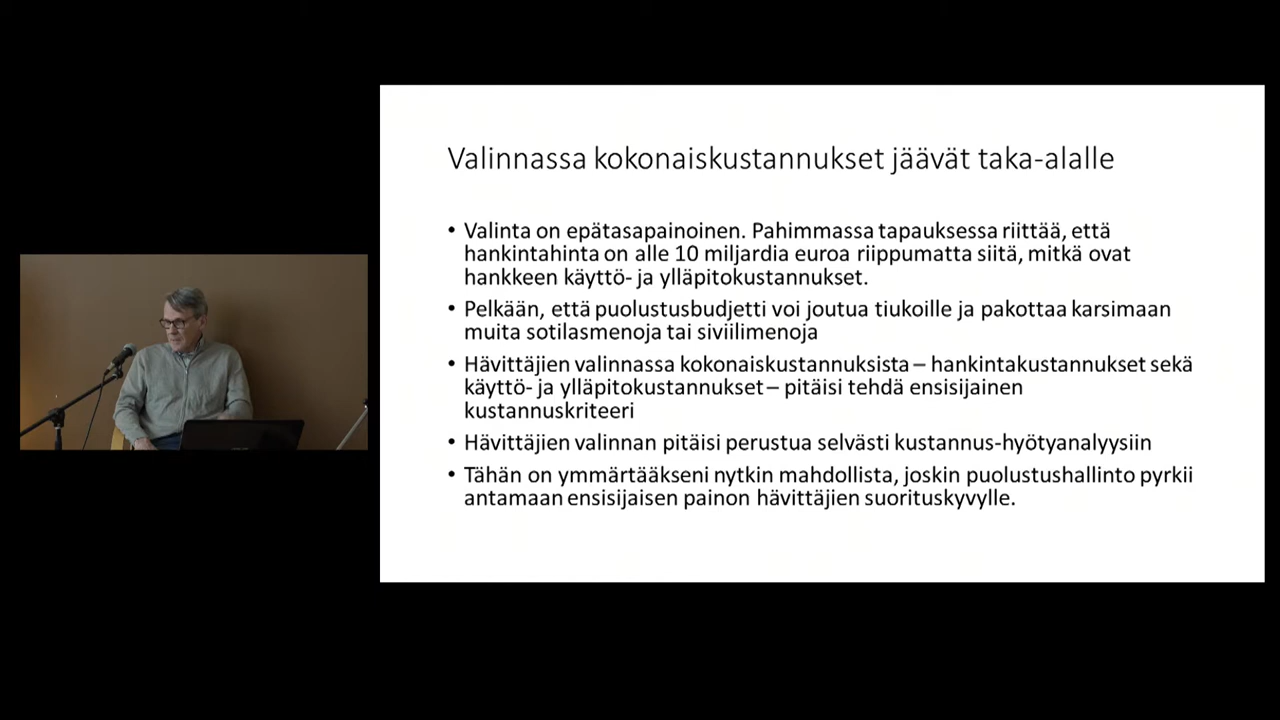 Valinnassa kokonaiskustannukset jäävät taka-alalle
• Valinta on epätasapainoinen. Pahimmassa tapauksessa riittää, että
hankintahinta on alle 10 miljardia euroa riippumatta siitä, mitkä ovat
hankkeen käyttö- ja ylläpitokustannukset.
• Pelkään, että puolustusbudjetti voi joutua tiukoille ja pakottaa karsimaan
muita sotilasmenoja tai siviilimenoja
• Hävittäjien valinnassa kokonaiskustannuksista – hankintakustannukset sekä
käyttö- ja ylläpitokustannukset – pitäisi tehdä ensisijainen
kustannuskriteeri
• Hävittäjien valinnan pitäisi perustua selvästi kustannus-hyötyanalyysiin
• Tähän on ymmärtääkseni nytkin mahdollista, joskin puolustushallinto pyrkii
antamaan ensisijaisen painon hävittäjien suorituskyvylle.